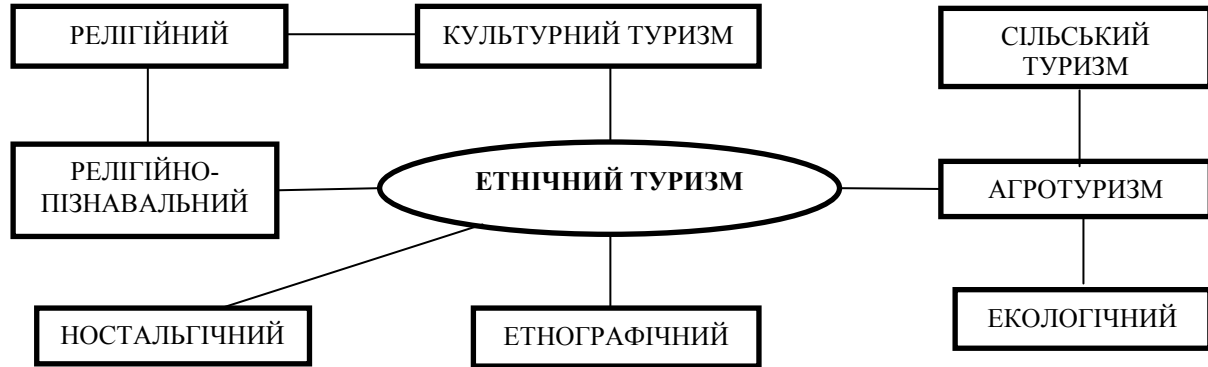 РЕЛІГІЙНИЙ
КУЛЬТУРНИЙ ТУРИЗМ
СІЛЬСЬКИЙ
ТУРИЗМ
РЕЛІГІЙНО-
ПІЗНАВАЛЬНИЙ
ЕТНІЧНИЙ ТУРИЗМ
АГРОТУРИЗМ
НОСТАЛЬГІЧНИЙ
ЕТНОГРАФІЧНИЙ
ЕКОЛОГІЧНИЙ